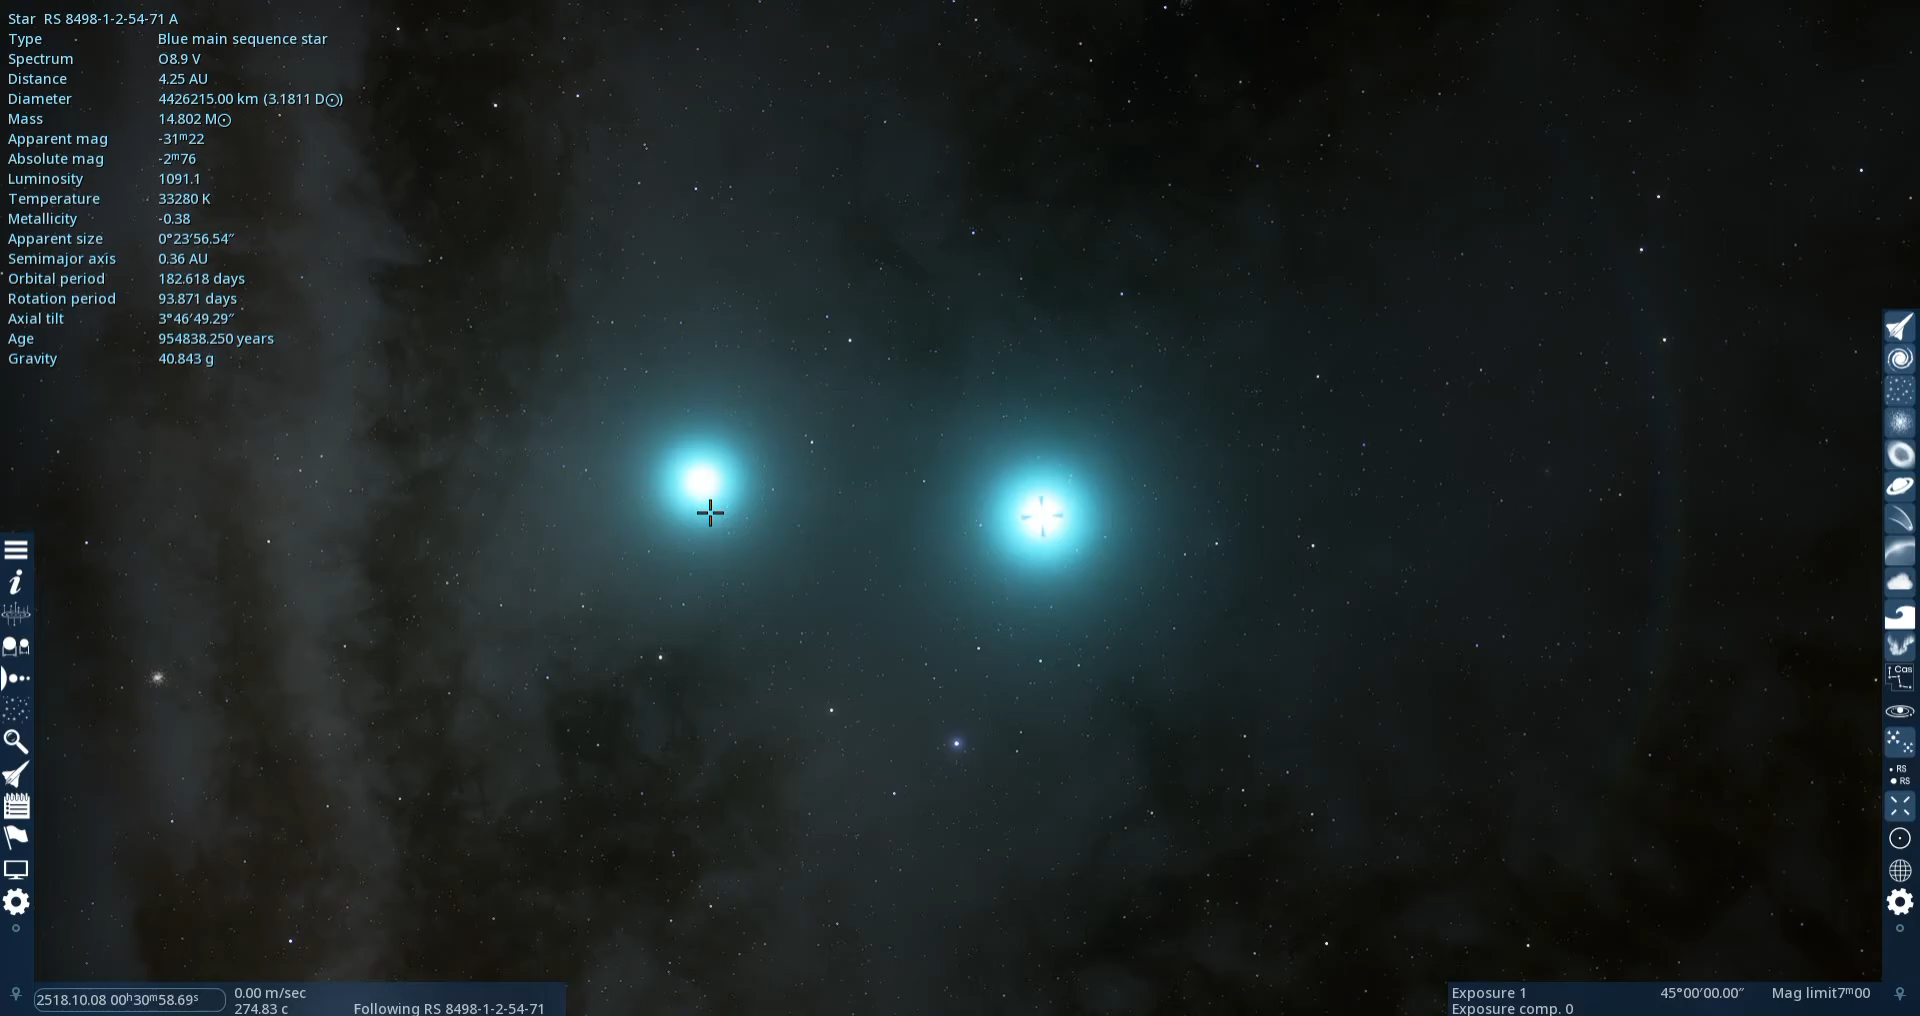 Star RS 8498-1-2-54-71 A
Type Blue main sequence star
Spectrum O8.9 V
Distance 4.25 AU
Diameter 4426215.00 km (3.1811 D☉)
Mass 14.802 M☉
Apparent mag -31ᵐ22
Absolute mag -2ᵐ76
Luminosity 1091.1
Temperature 33280 K
Metallicity -0.38
Apparent size 0°23′56.54″
Semimajor axis 0.36 AU
Orbital period 182.618 days
Rotation period 93.871 days
Axial tilt 3°46′49.29″
Age 954838.250 years
Gravity 40.843 g
Cas
RS
RS
2518.10.08 00ʰ30ᵐ58.69ˢ
0.00 m/sec
274.83 c
Following RS 8498-1-2-54-71
Exposure 1 45°00′00.00″ Mag limit7ᵐ00
Exposure comp. 0